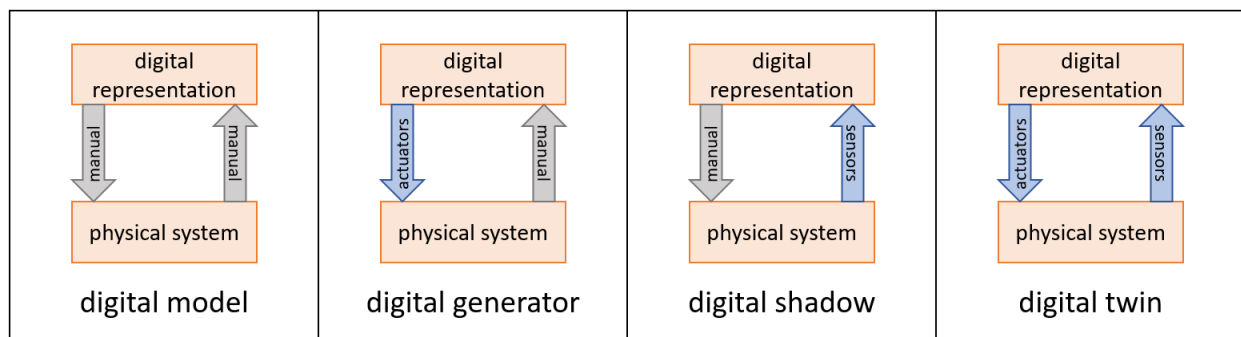 digital
representation
manual
manual
physical system
digital model
digital
representation
actuators
manual
physical system
digital generator
digital
representation
manual
sensors
physical system
digital shadow
digital
representation
actuators
sensors
physical system
digital twin